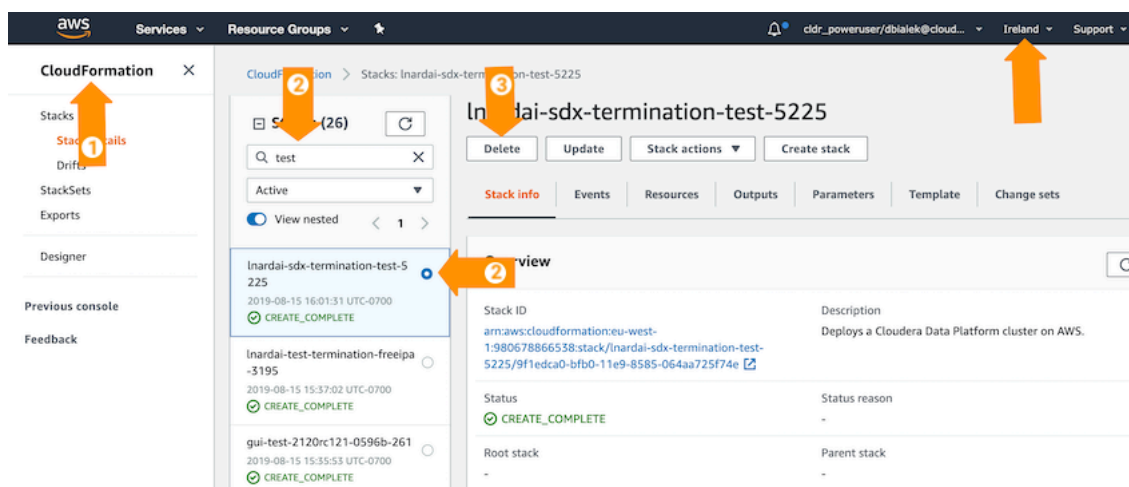 aws
Services
Resource Groups
cldr_poweruser/dbialek@cloud...
Ireland
Support
CloudFormation
Stacks
Drifts
StackSets
Exports
Designer
Previous console
Feedback
1
Stacks: lnardai-sdx-termination-test-5225
2
(26)
test
Active
View nested
1
lnardai-sdx-termination-test-5
225
2019-08-15 16:01:31 UTC-0700
CREATE_COMPLETE
2
lnardai-test-termination-freeipa
-3195
2019-08-15 15:37:02 UTC-0700
CREATE_COMPLETE
gui-test-2120rc121-0596b-261
2019-08-15 15:35:53 UTC-0700
CREATE_COMPLETE
3
lnardai-sdx-termination-test-5225
Delete
Update
Stack actions
Create stack
Stack info
Events
Resources
Outputs
Parameters
Template
Change sets
Overview
Stack ID
arn:aws:cloudformation:eu-west-
1:980678866538:stack/lnardai-sdx-termination-test-
5225/9f1edca0-bfb0-11e9-8585-064aa725f74e
Description
Deploys a Cloudera Data Platform cluster on AWS.
Status
CREATE_COMPLETE
Status reason
-
Root stack
-
Parent stack
-